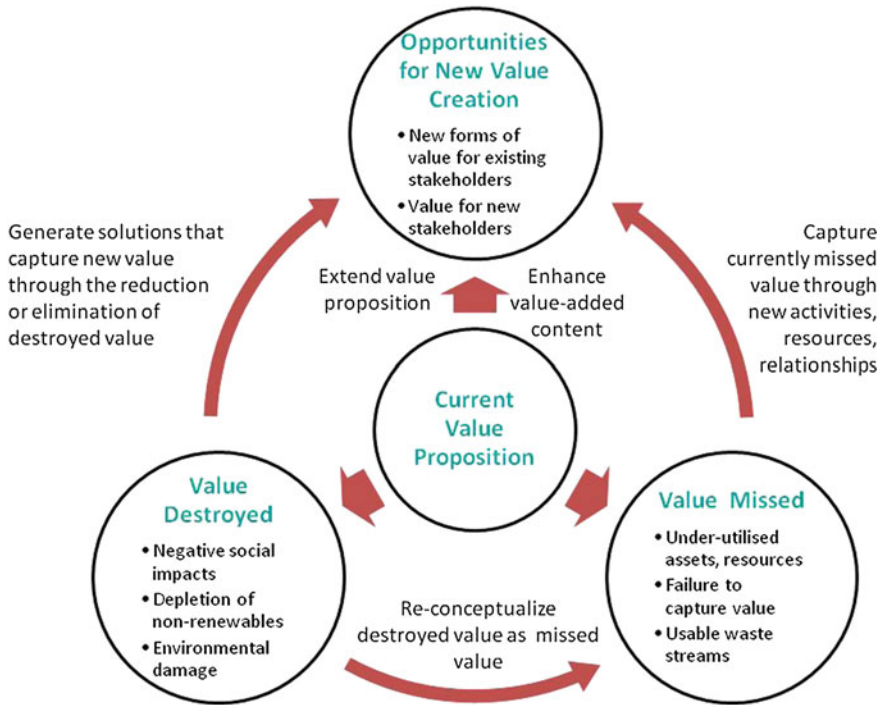 Opportunities
for New Value
Creation
• New forms of
value for existing
stakeholders
• Value for new
stakeholders
Generate solutions that
capture new value
through the reduction
or elimination of
destroyed value
Extend value
proposition
Enhance
value-added
content
Capture
currently missed
value through
new activities,
resources,
relationships
Current
Value
Proposition
Value
Destroyed
• Negative social
impacts
• Depletion of
non-renewables
• Environmental
damage
Re-conceptualize
destroyed value as missed
value
Value Missed
• Under-utilised
assets, resources
• Failure to
capture value
• Usable waste
streams